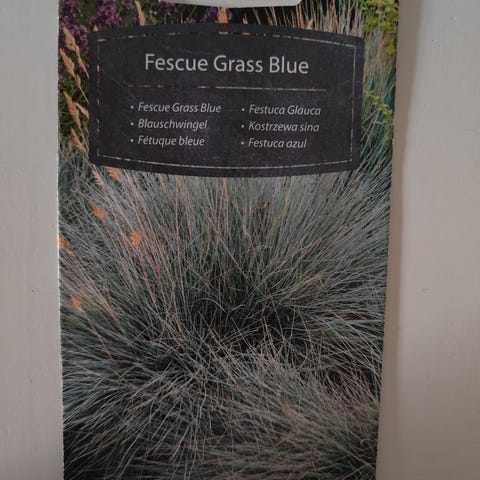 Fescue Grass Blue
• Fescue Grass Blue
• Blauschwingel
• Fétuque bleue
• Festuca Glauca
• Kostrzewa sina
• Festuca azul